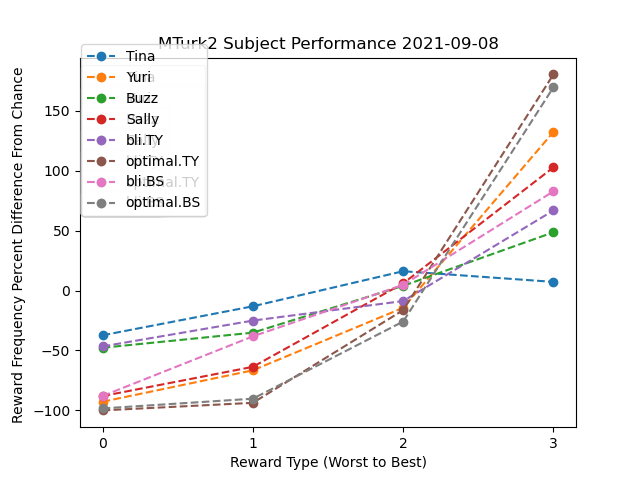 MTurk2 Subject Performance 2021-09-08
Tina
Yuri
Buzz
Sally
bli.TY
optimal.TY
bli.BS
optimal.BS
Reward Frequency Percent Difference From Chance
150
100
50
0
−50
−100
0 1 2 3
Reward Type (Worst to Best)